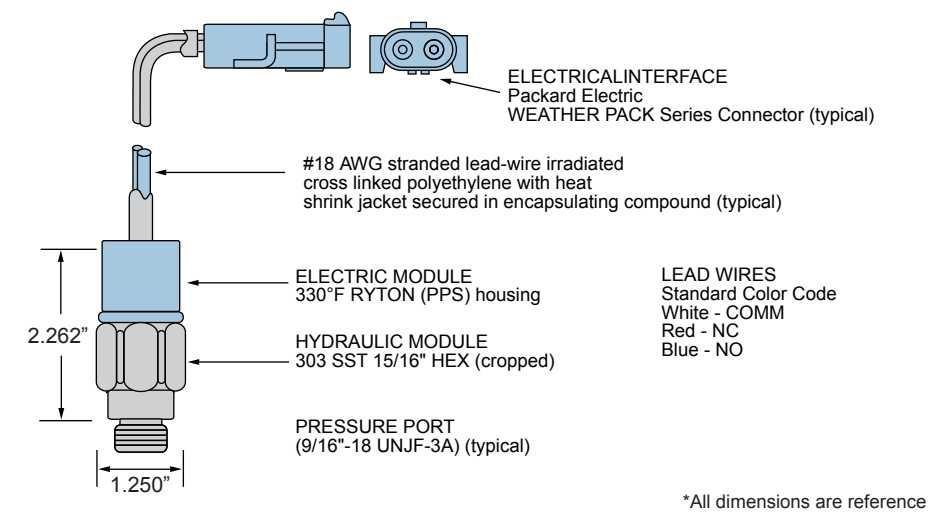 ELECTRICALINTERFACE
Packard Electric
WEATHER PACK Series Connector (typical)
#18 AWG stranded lead-wire irradiated
cross linked polyethylene with heat
shrink jacket secured in encapsulating compound (typical)
ELECTRIC MODULE
330°F RYTON (PPS) housing
LEAD WIRES
Standard Color Code
White - COMM
Red - NC
Blue - NO
2.262”
HYDRAULIC MODULE
303 SST 15/16" HEX (cropped)
PRESSURE PORT
(9/16"-18 UNJF-3A) (typical)
1.250”
*All dimensions are reference